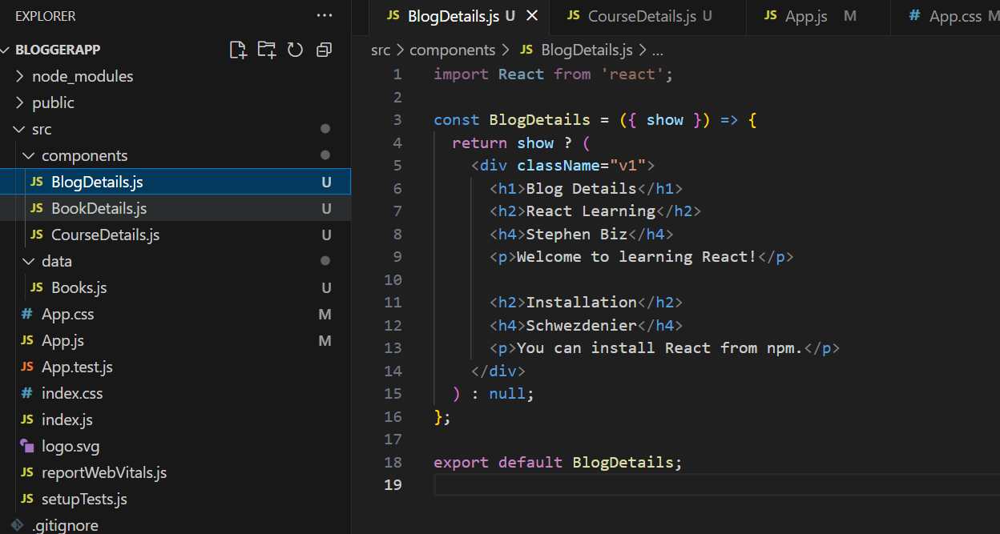 EXPLORER ...
BLOGGERAPP
node_modules
public
src
components
JS BlogDetails.js U
JS BookDetails.js U
JS CourseDetails.js U
data
JS Books.js U
# App.css M
JS App.js M
JS App.test.js
# index.css
JS index.js
logo.svg
JS reportWebVitals.js
JS setupTests.js
.gitignore
JS BlogDetails.js U JS CourseDetails.js U JS App.js M # App.css M
src > components > JS BlogDetails.js > ...
1 import React from 'react';
2
3 const BlogDetails = ({ show }) => {
4 return show ? (
5 <div className="v1">
6 <h1>Blog Details</h1>
7 <h2>React Learning</h2>
8 <h4>Stephen Biz</h4>
9 <p>Welcome to learning React!</p>
10
11 <h2>Installation</h2>
12 <h4>Schwezdenier</h4>
13 <p>You can install React from npm.</p>
14 </div>
15 ) : null;
16 };
17
18 export default BlogDetails;
19